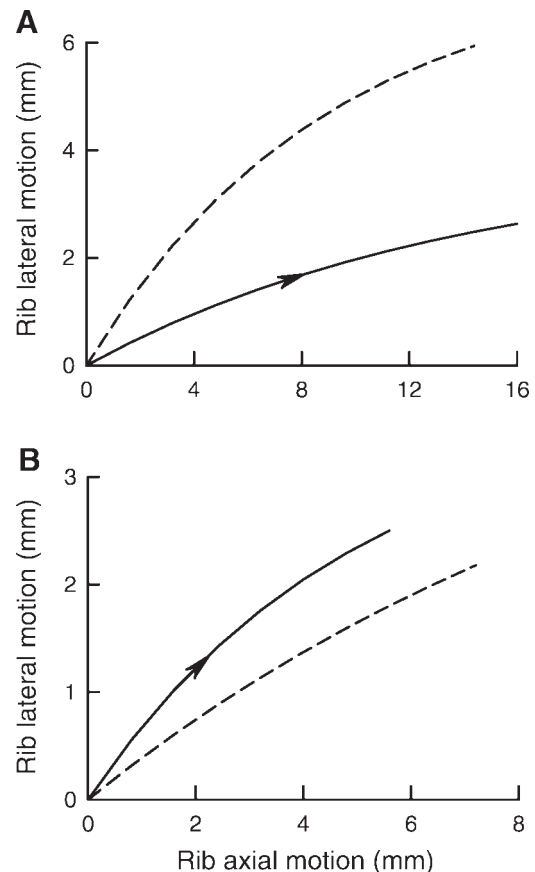 A
Rib lateral motion (mm)
6
4
2
0
0 4 8 12 16
B
Rib lateral motion (mm)
3
2
1
0
0 2 4 6 8
Rib axial motion (mm)